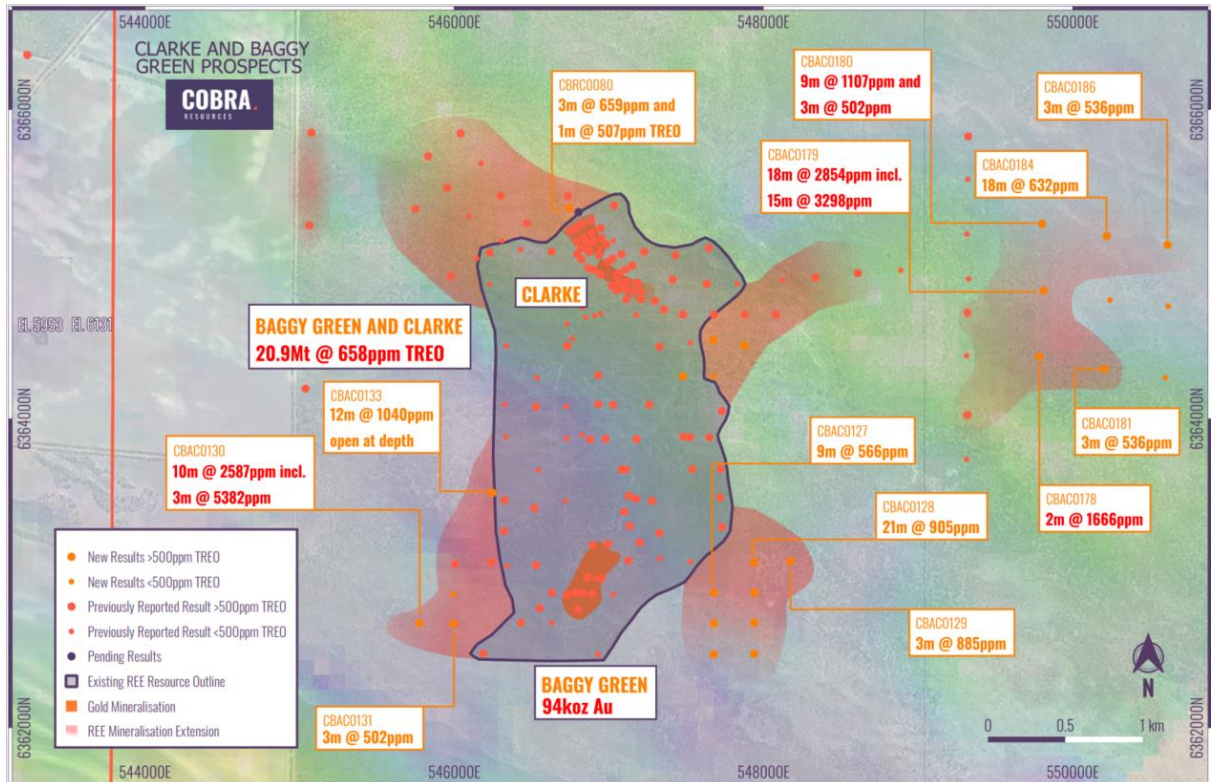 544000E
546000E
548000E
550000E
CLARKE AND BAGGY
GREEN PROSPECTS
COBRA.
RESOURCES
6366000N
6366000N
CBRC0080
3m @ 659ppm and
1m @ 507ppm TREO
CBAC0180
9m @ 1107ppm and
3m @ 502ppm
CBAC0186
3m @ 536ppm
CBAC0179
18m @ 2854ppm incl.
15m @ 3298ppm
CBAC0184
18m @ 632ppm
CLARKE
EL 5953
EL 6131
BAGGY GREEN AND CLARKE
20.9Mt @ 658ppm TREO
CBAC0133
12m @ 1040ppm
open at depth
6364000N
6364000N
CBAC0130
10m @ 2587ppm incl.
3m @ 5382ppm
CBAC0127
9m @ 566ppm
CBAC0181
3m @ 536ppm
CBAC0128
21m @ 905ppm
CBAC0178
2m @ 1666ppm
New Results >500ppm TREO
New Results <500ppm TREO
Previously Reported Result >500ppm TREO
Previously Reported Result <500ppm TREO
Pending Results
Existing REE Resource Outline
Gold Mineralisation
REE Mineralisation Extension
CBAC0129
3m @ 885ppm
BAGGY GREEN
94koz Au
CBAC0131
3m @ 502ppm
N
0 0.5 1 km
6362000N
6362000N
544000E
546000E
548000E
550000E